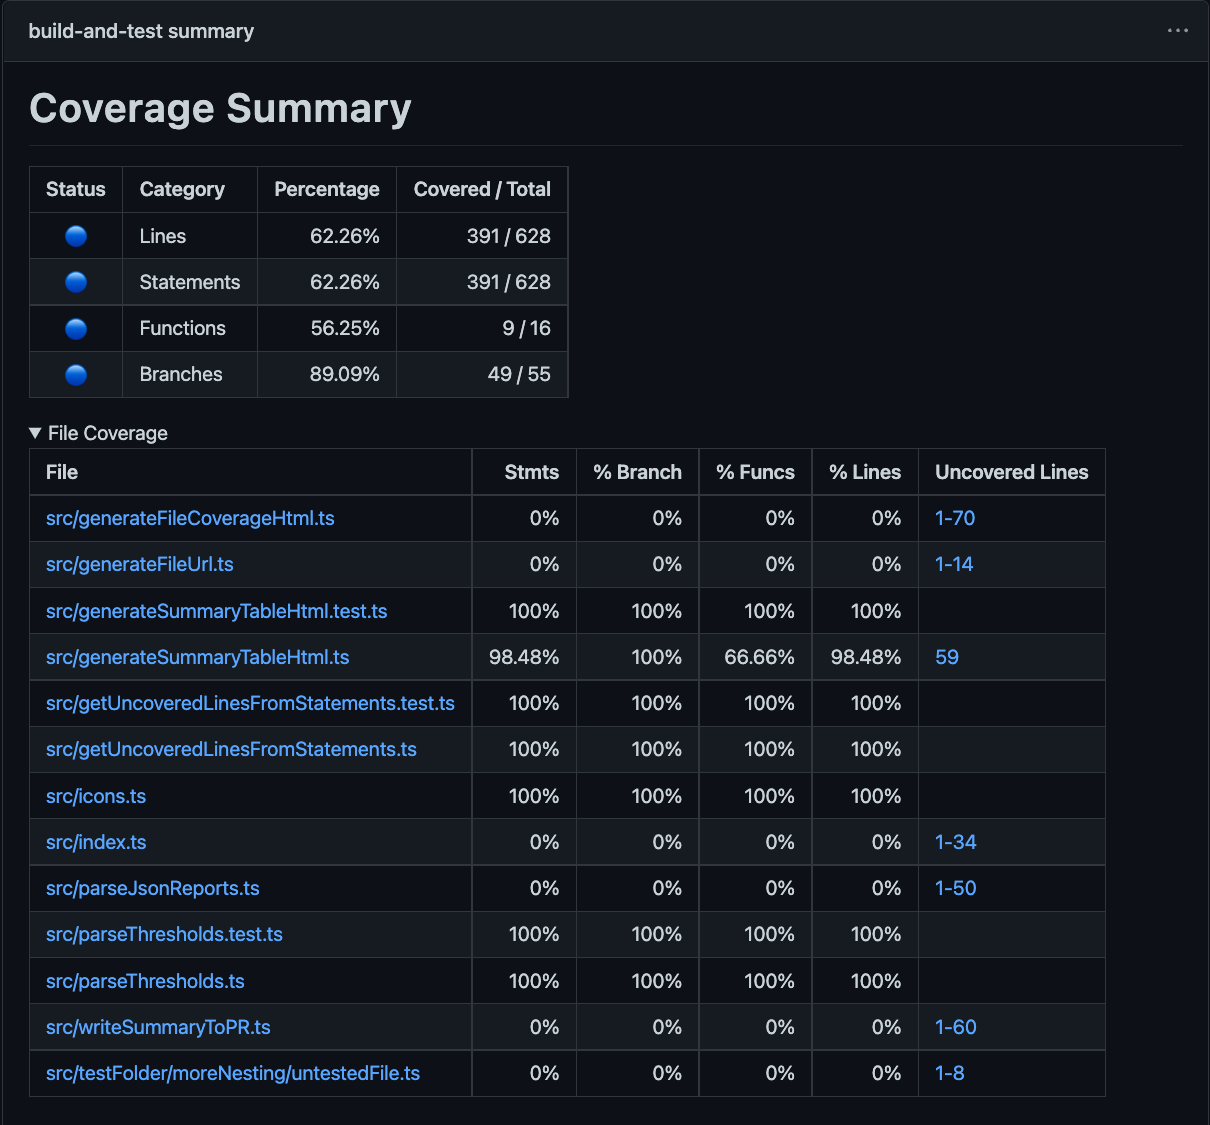 build-and-test summary
Coverage Summary
Status Category Percentage Covered / Total
Lines 62.26% 391 / 628
Statements 62.26% 391 / 628
Functions 56.25% 9 / 16
Branches 89.09% 49 / 55
▼ File Coverage
File Stmts % Branch % Funcs % Lines Uncovered Lines
src/generateFileCoverageHtml.ts 0% 0% 0% 0% 1-70
src/generateFileUrl.ts 0% 0% 0% 0% 1-14
src/generateSummaryTableHtml.test.ts 100% 100% 100% 100%
src/generateSummaryTableHtml.ts 98.48% 100% 66.66% 98.48% 59
src/getUncoveredLinesFromStatements.test.ts 100% 100% 100% 100%
src/getUncoveredLinesFromStatements.ts 100% 100% 100% 100%
src/icons.ts 100% 100% 100% 100%
src/index.ts 0% 0% 0% 0% 1-34
src/parseJsonReports.ts 0% 0% 0% 0% 1-50
src/parseThresholds.test.ts 100% 100% 100% 100%
src/parseThresholds.ts 100% 100% 100% 100%
src/writeSummaryToPR.ts 0% 0% 0% 0% 1-60
src/testFolder/moreNesting/untestedFile.ts 0% 0% 0% 0% 1-8